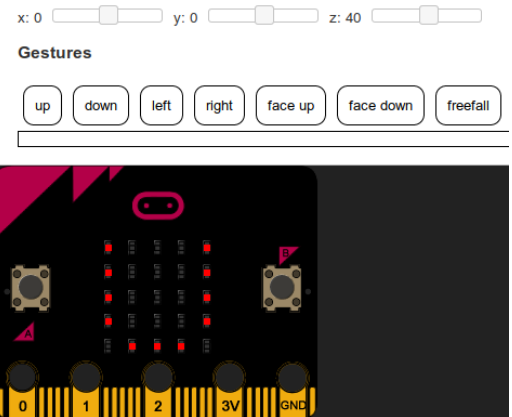 x: 0 y: 0 z: 40
Gestures
up down left right face up face down freefall
B
A
0 1 2 3V GND